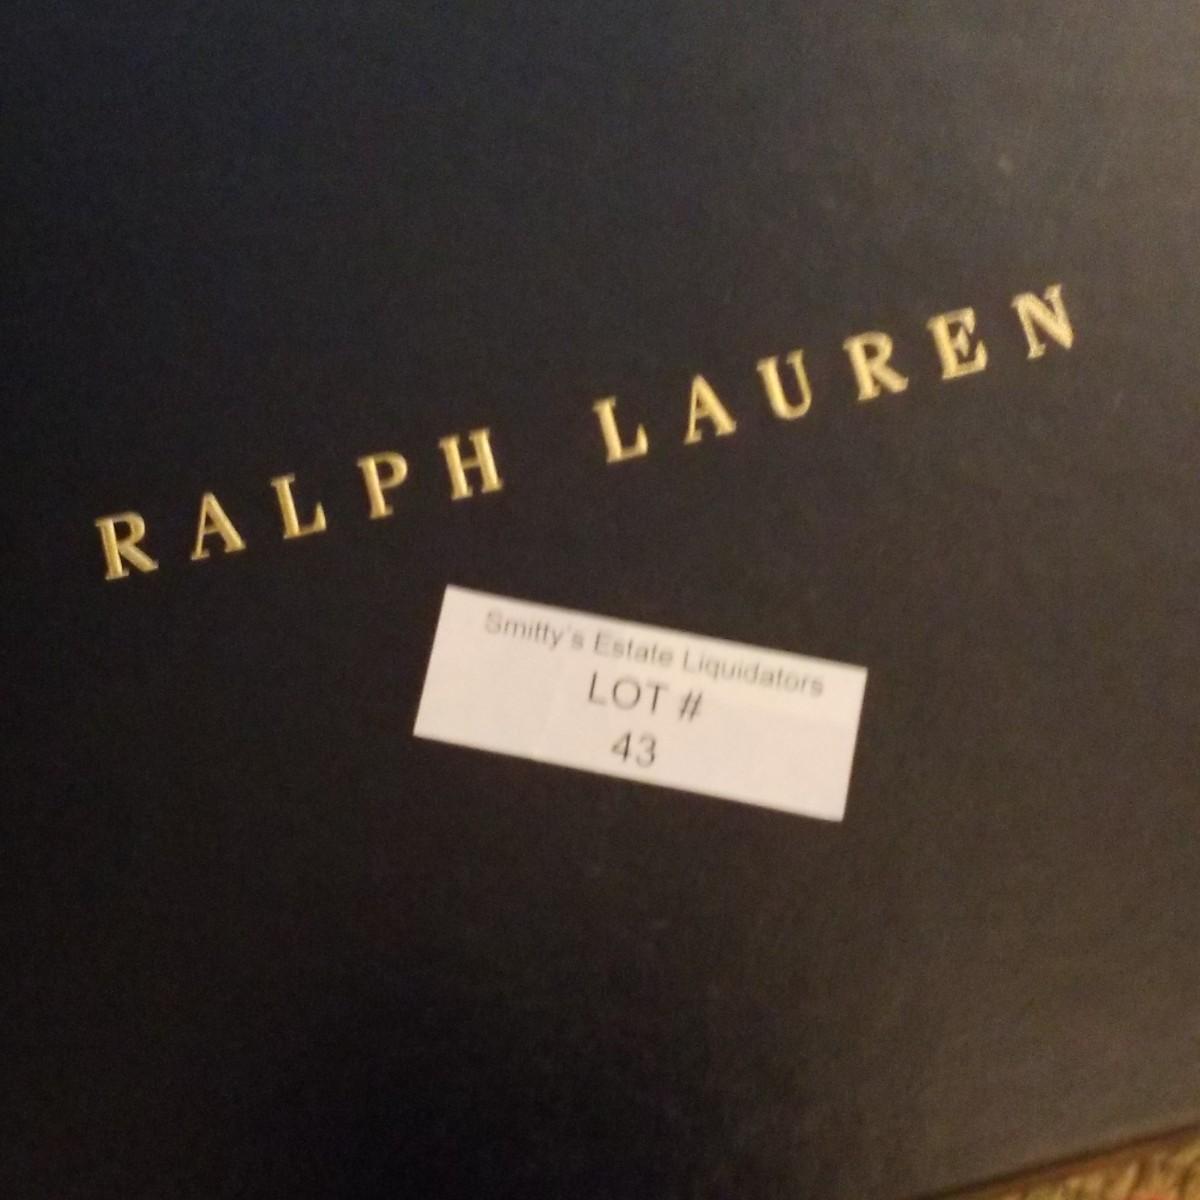 RALPH LAUREN
Smitty's Estate Liquidators
LOT #
43